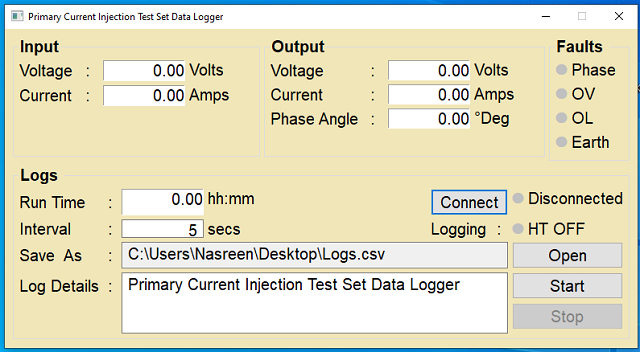 Primary Current Injection Test Set Data Logger
Input
Voltage : 0.00 Volts
Current : 0.00 Amps
Output
Voltage : 0.00 Volts
Current : 0.00 Amps
Phase Angle : 0.00 °Deg
Faults
Phase
OV
OL
Earth
Logs
Run Time : 0.00 hh:mm
Connect Disconnected
Interval : 5 secs
Logging : HT OFF
Save As : C:\Users\Nasreen\Desktop\Logs.csv
Open
Log Details : Primary Current Injection Test Set Data Logger
Start
Stop